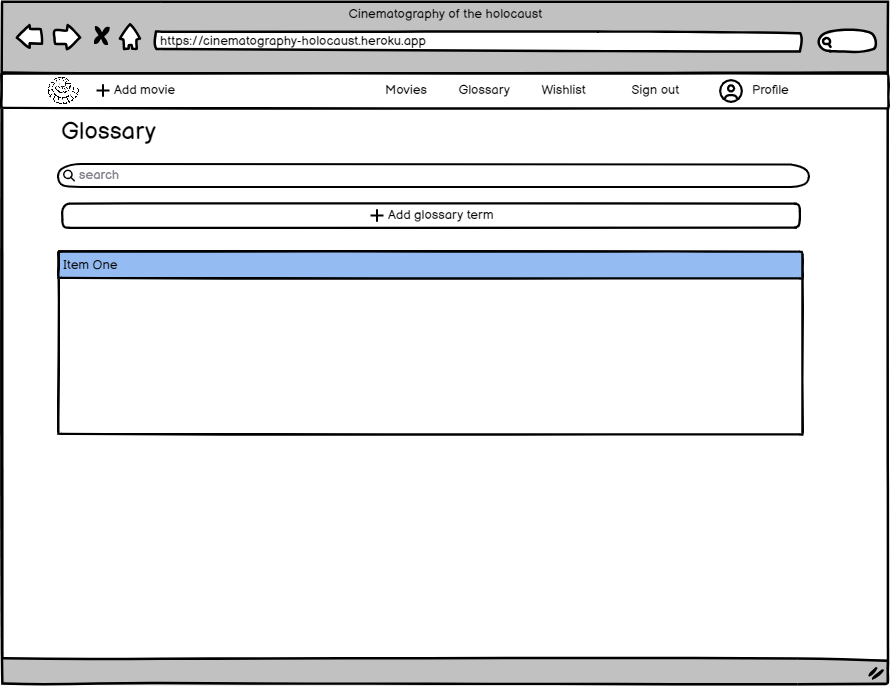 Cinematography of the holocaust
https://cinematography-holocaust.heroku.app
Add movie Movies Glossary Wishlist Sign out Profile
Glossary
search
Add glossary term
Item One